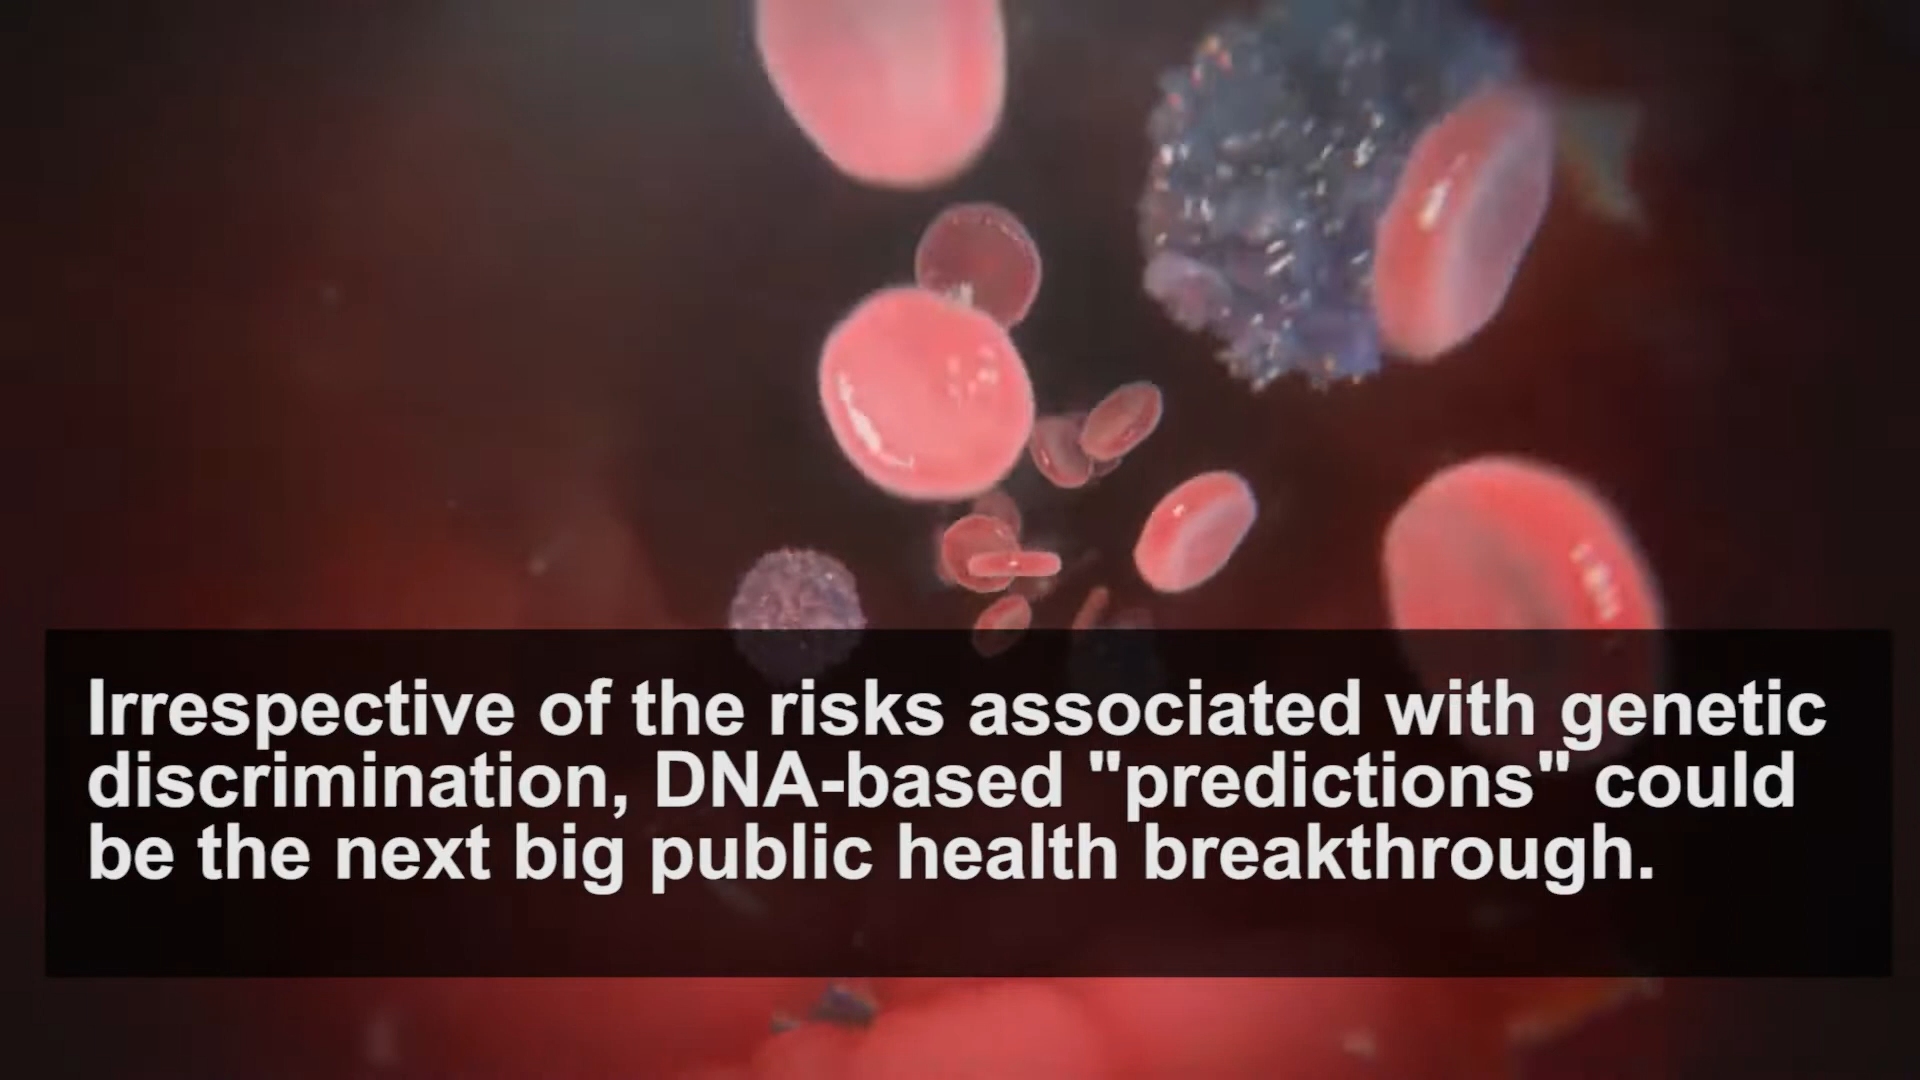 Irrespective of the risks associated with genetic
discrimination, DNA-based "predictions" could
be the next big public health breakthrough.